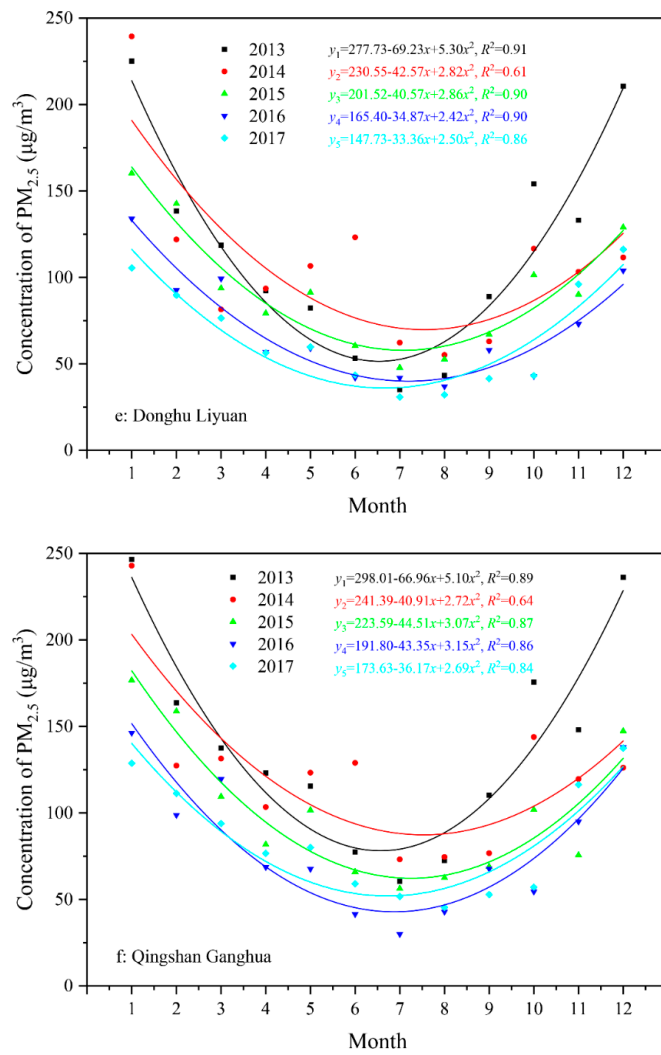 250
200
150
100
50
0
Concentration of PM2.5 (μg/m3)
2013 y1=277.73-69.23x+5.30x2, R2=0.91
2014 y2=230.55-42.57x+2.82x2, R2=0.61
2015 y3=201.52-40.57x+2.86x2, R2=0.90
2016 y4=165.40-34.87x+2.42x2, R2=0.90
2017 y5=147.73-33.36x+2.50x2, R2=0.86
e: Donghu Liyuan
1 2 3 4 5 6 7 8 9 10 11 12
Month
250
200
150
100
50
0
Concentration of PM2.5 (μg/m3)
2013 y1=298.01-66.96x+5.10x2, R2=0.89
2014 y2=241.39-40.91x+2.72x2, R2=0.64
2015 y3=223.59-44.51x+3.07x2, R2=0.87
2016 y4=191.80-43.35x+3.15x2, R2=0.86
2017 y5=173.63-36.17x+2.69x2, R2=0.84
f: Qingshan Ganghua
1 2 3 4 5 6 7 8 9 10 11 12
Month